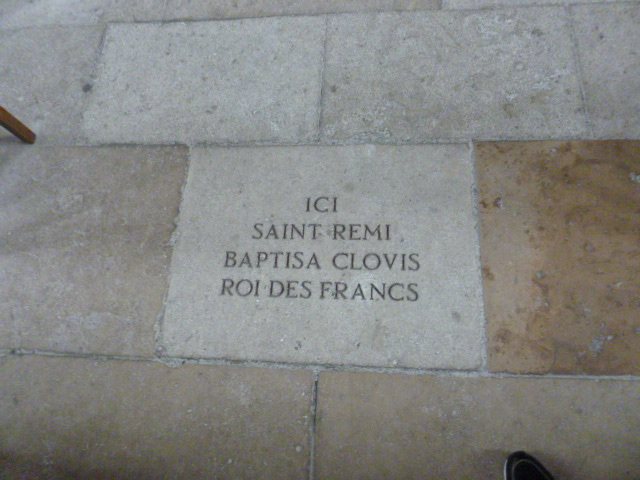 ICI
SAINT REMI
BAPTISA CLOVIS
ROI DES FRANCS